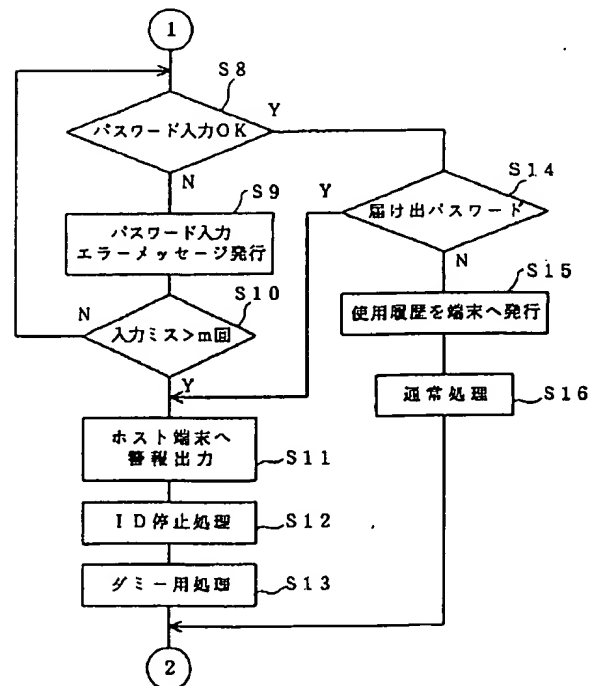 1
S8
パスワード入力OK
Y
N
S9
パスワード入力
エラーメッセージ発行
S10
入力ミス>m回
N
Y
S14
届け出パスワード
Y
N
S15
使用履歴を端末へ発行
通常処理
S16
ホスト端末へ
警報出力
S11
ID停止処理
S12
ダミー用処理
S13
2